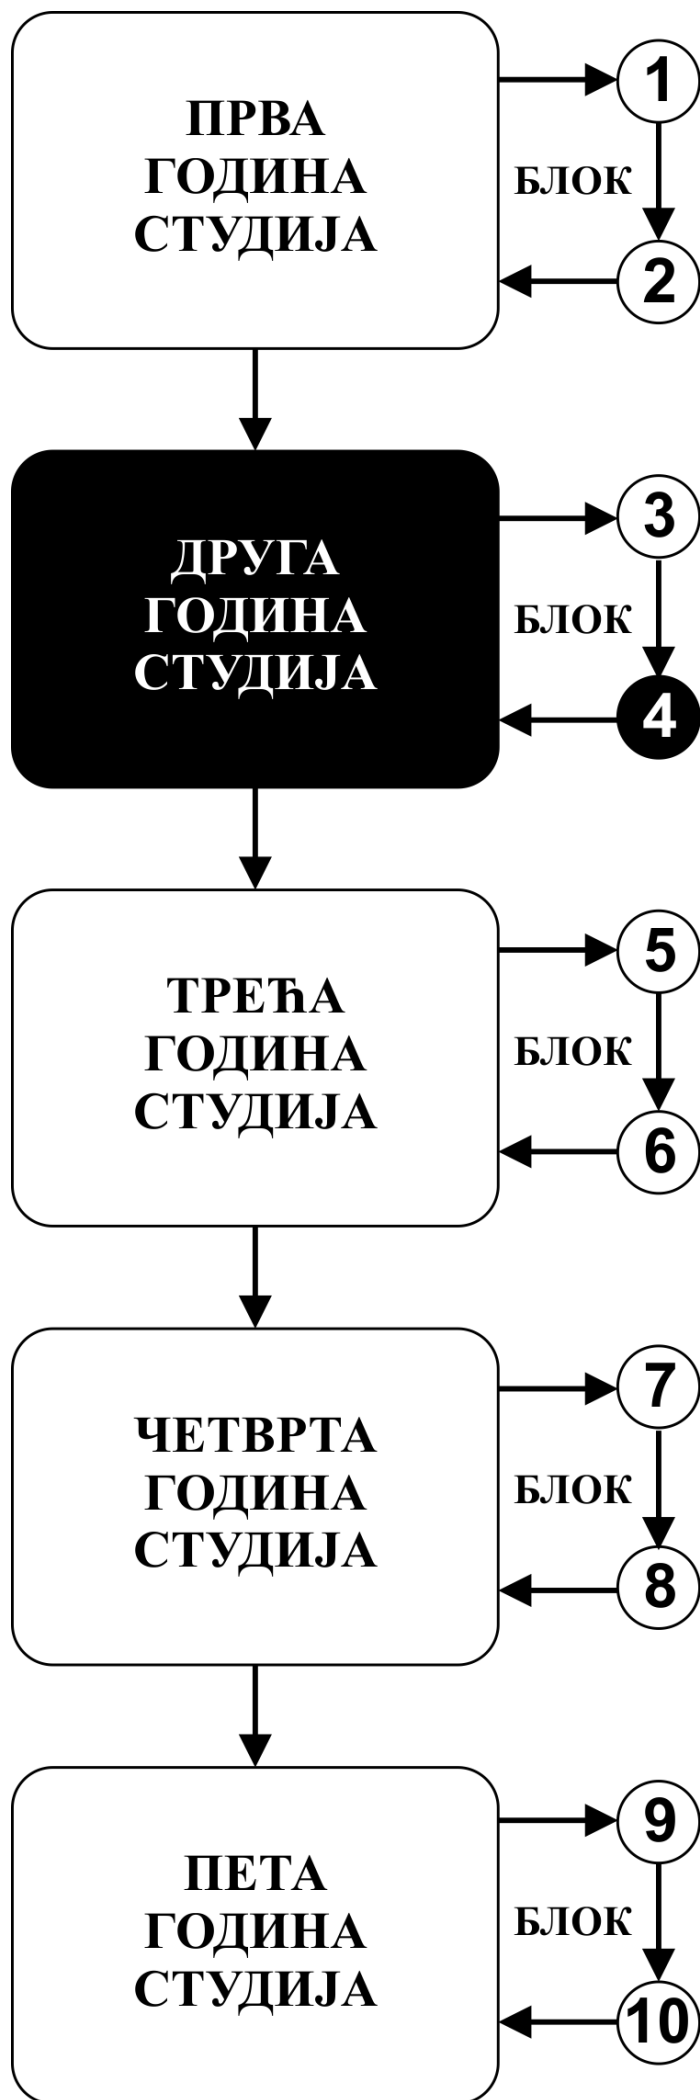 ПРВА
ГОДИНА
СТУДИЈА
1
БЛОК
2
ДРУГА
ГОДИНА
СТУДИЈА
3
БЛОК
4
ТРЕЋА
ГОДИНА
СТУДИЈА
5
БЛОК
6
ЧЕТВРТА
ГОДИНА
СТУДИЈА
7
БЛОК
8
ПЕТА
ГОДИНА
СТУДИЈА
9
БЛОК
10